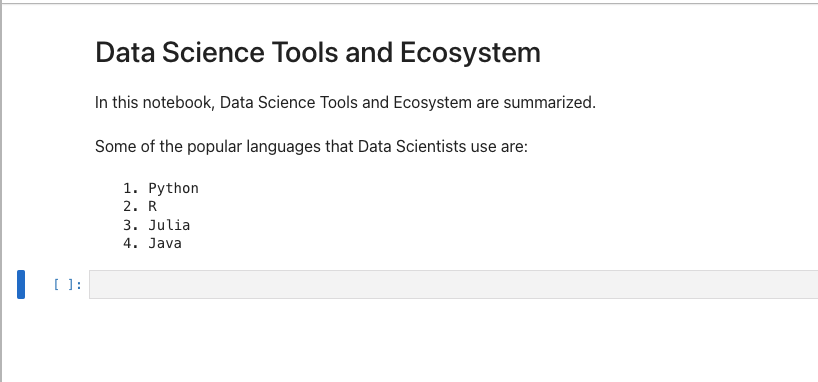 Data Science Tools and Ecosystem
In this notebook, Data Science Tools and Ecosystem are summarized.
Some of the popular languages that Data Scientists use are:
1. Python
2. R
3. Julia
4. Java
[ ]: